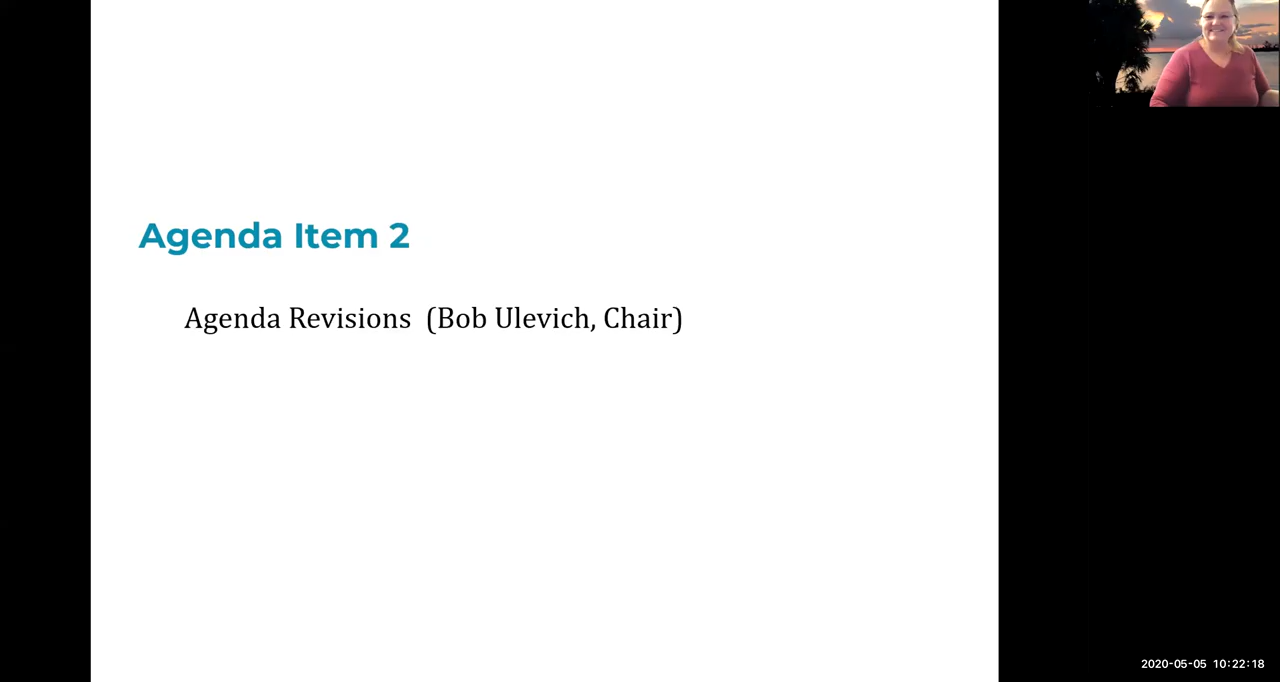 Agenda Item 2
Agenda Revisions  (Bob Ulevich, Chair)
2020-05-05 10:22:18